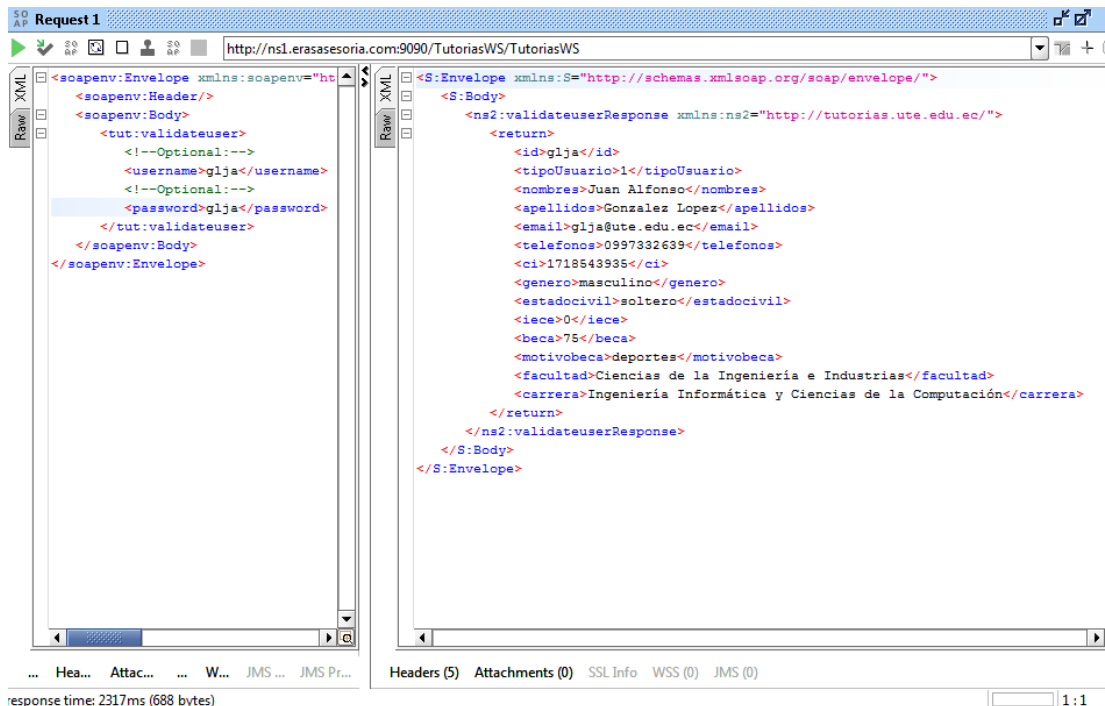 SO AP Request 1
http://ns1.erasasesoria.com:9090/TutoriasWS/TutoriasWS
XML
Raw
<soapenv:Envelope xmlns:soapenv="ht
<soapenv:Header/>
<soapenv:Body>
<tut:validateuser>
<!--Optional:-->
<username>glja</username>
<!--Optional:-->
<password>glja</password>
</tut:validateuser>
</soapenv:Body>
</soapenv:Envelope>
XML
Raw
<S:Envelope xmlns:S="http://schemas.xmlsoap.org/soap/envelope/">
<S:Body>
<ns2:validateuserResponse xmlns:ns2="http://tutorias.ute.edu.ec/">
<return>
<id>glja</id>
<tipoUsuario>1</tipoUsuario>
<nombres>Juan Alfonso</nombres>
<apellidos>Gonzalez Lopez</apellidos>
<email>glja@ute.edu.ec</email>
<telefonos>0997332639</telefonos>
<ci>1718543935</ci>
<genero>masculino</genero>
<estadocivil>soltero</estadocivil>
<iece>0</iece>
<beca>75</beca>
<motivobeca>deportes</motivobeca>
<facultad>Ciencias de la Ingeniería e Industrias</facultad>
<carrera>Ingeniería Informática y Ciencias de la Computación</carrera>
</return>
</ns2:validateuserResponse>
</S:Body>
</S:Envelope>
... Hea... Attac... ... W... JMS ... JMS Pr...
Headers (5) Attachments (0) SSL Info WSS (0) JMS (0)
response time: 2317ms (688 bytes)
1 : 1